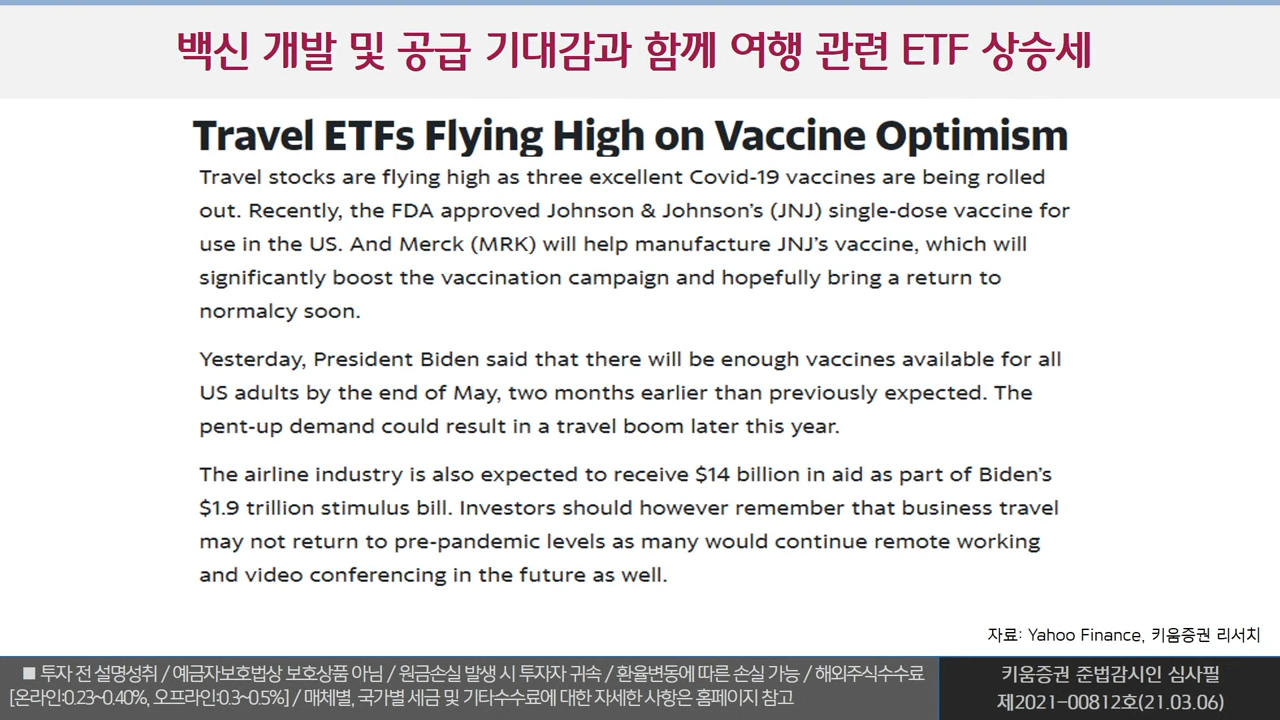 백신 개발 및 공급 기대감과 함께 여행 관련 ETF 상승세
Travel ETFs Flying High on Vaccine Optimism
Travel stocks are flying high as three excellent Covid-19 vaccines are being rolled
out. Recently, the FDA approved Johnson & Johnson's (JNJ) single-dose vaccine for
use in the US. And Merck (MRK) will help manufacture JNJ's vaccine, which will
significantly boost the vaccination campaign and hopefully bring a return to
normalcy soon.
Yesterday, President Biden said that there will be enough vaccines available for all
US adults by the end of May, two months earlier than previously expected. The
pent-up demand could result in a travel boom later this year.
The airline industry is also expected to receive $14 billion in aid as part of Biden's
$1.9 trillion stimulus bill. Investors should however remember that business travel
may not return to pre-pandemic levels as many would continue remote working
and video conferencing in the future as well.
자료: Yahoo Finance, 키움증권 리서치
■ 투자 전 설명성취 / 예금자보호법상 보호상품 아님 / 원금손실 발생 시 투자자 귀속 / 환율변동에 따른 손실 가능 / 해외주식수수료
[온라인:0.23~0.40%, 오프라인:0.3~0.5%] / 매체별, 국가별 세금 및 기타수수료에 대한 자세한 사항은 홈페이지 참고
키움증권 준법감시인 심사필
제2021-00812호(21.03.06)